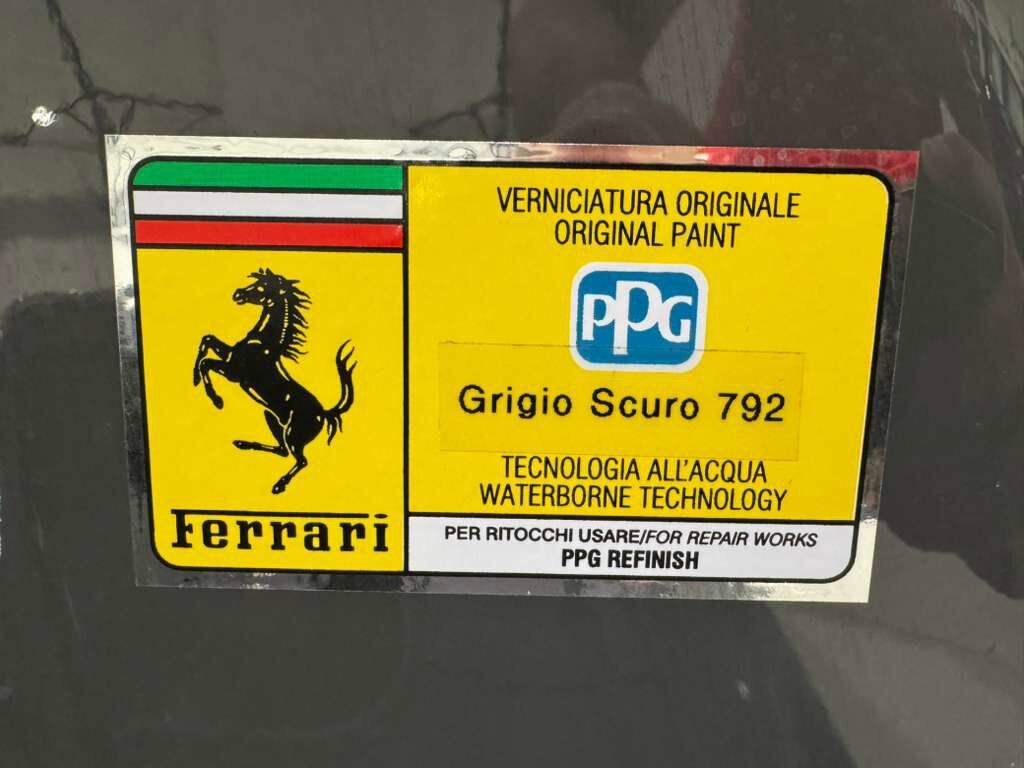 Ferrari
VERNICIATURA ORIGINALE
ORIGINAL PAINT
PPG
Grigio Scuro 792
TECNOLOGIA ALL'ACQUA
WATERBORNE TECHNOLOGY
PER RITOCCHI USARE/FOR REPAIR WORKS
PPG REFINISH